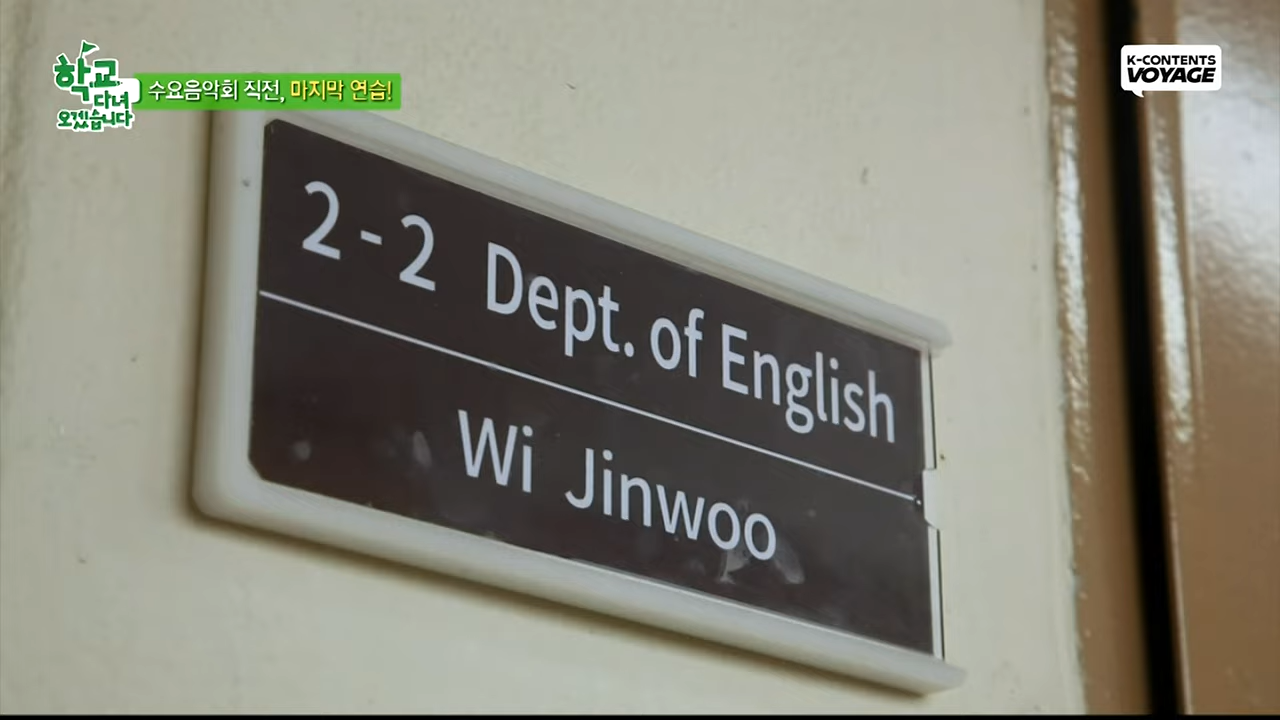 학교
다녀
오겠습니다
수요음악회 직전, 마지막 연습!
K-CONTENTS
VOYAGE
2-2 Dept. of English
Wi Jinwoo